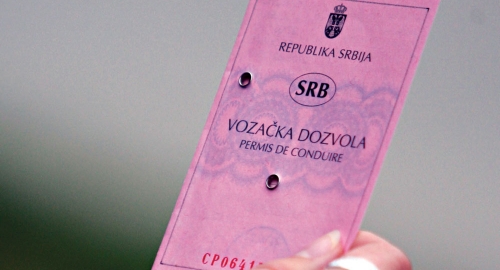 REPUBLIKA SRBIJA
SRB
VOZAČKA DOZVOLA
PERMIS DE CONDUIRE